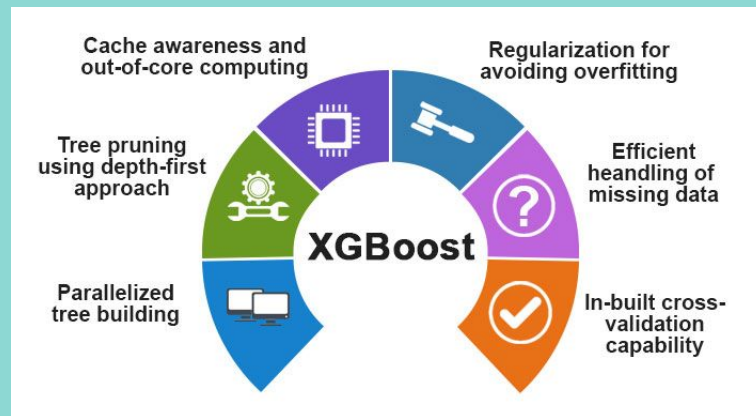 Cache awareness and
out-of-core computing
Regularization for
avoiding overfitting
Tree pruning
using depth-first
approach
Efficient
heandling of
missing data
XGBoost
Parallelized
tree building
In-built cross-
validation
capability